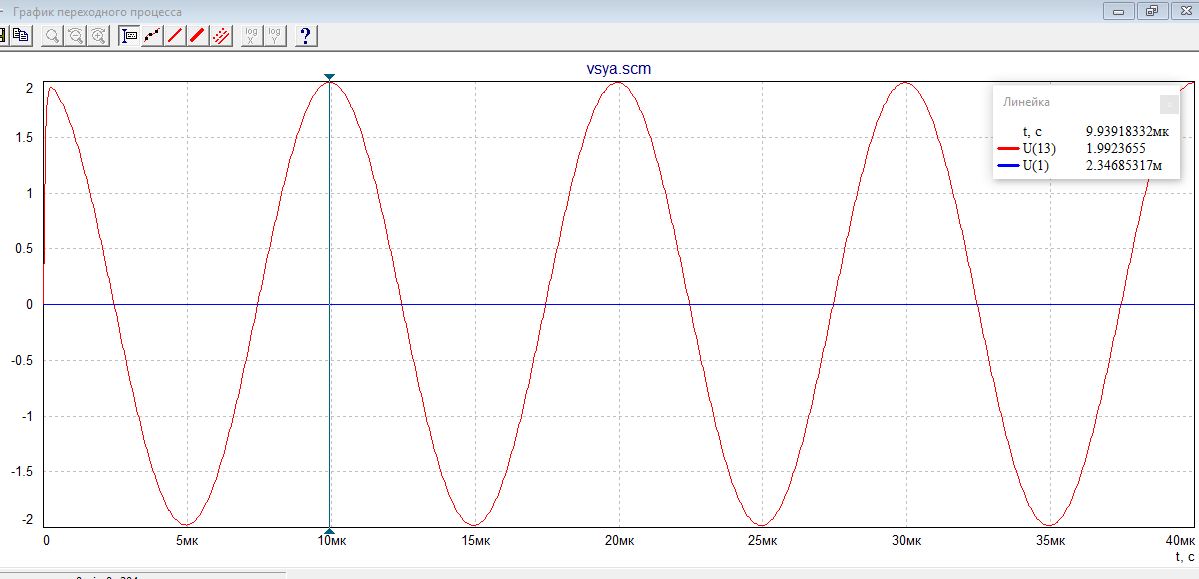 График переходного процесса
log X
log Y
?
vsya.scm
2
1.5
1
0.5
0
-0.5
-1
-1.5
-2
Линейка
t, с 9.93918332мк
U(13) 1.9923655
U(1) 2.34685317м
0 5мк 10мк 15мк 20мк 25мк 30мк 35мк 40мк
t, с